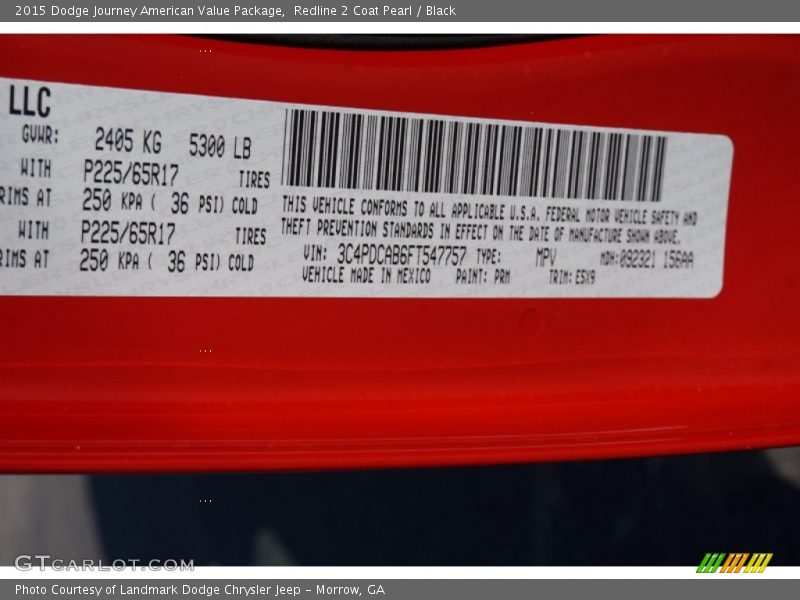 2015 Dodge Journey American Value Package, Redline 2 Coat Pearl / Black
LLC
GVWR: 2405 KG 5300 LB
WITH P225/65R17 TIRES
RIMS AT 250 KPA ( 36 PSI) COLD
WITH P225/65R17 TIRES
RIMS AT 250 KPA ( 36 PSI) COLD
THIS VEHICLE CONFORMS TO ALL APPLICABLE U.S.A. FEDERAL MOTOR VEHICLE SAFETY AND
THEFT PREVENTION STANDARDS IN EFFECT ON THE DATE OF MANUFACTURE SHOWN ABOVE.
VIN: 3C4PDCAB6FT547757 TYPE: MPV MDH:092321 156AA
VEHICLE MADE IN MEXICO PAINT: PRM TRIM: E5X9
GTCARLOT.COM
Photo Courtesy of Landmark Dodge Chrysler Jeep - Morrow, GA